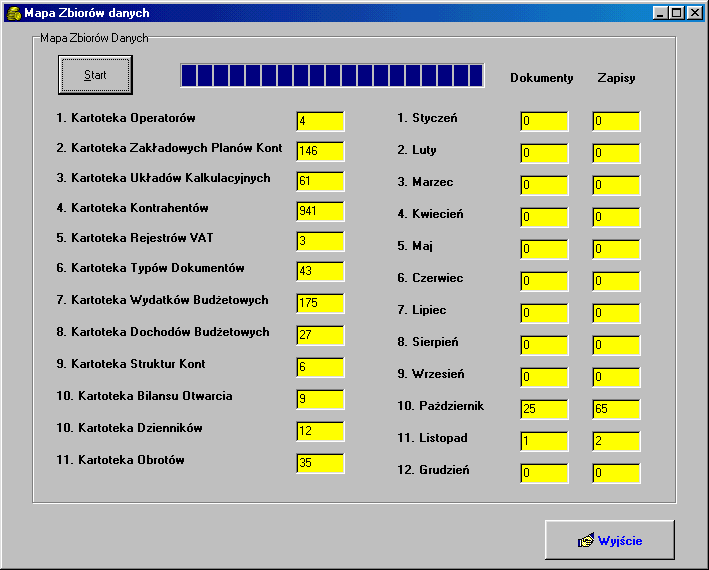 Mapa Zbiorów danych
Mapa Zbiorów Danych
Start
Dokumenty Zapisy
1. Kartoteka Operatorów 4
2. Kartoteka Zakładowych Planów Kont 146
3. Kartoteka Układów Kalkulacyjnych 61
4. Kartoteka Kontrahentów 941
5. Kartoteka Rejestrów VAT 3
6. Kartoteka Typów Dokumentów 43
7. Kartoteka Wydatków Budżetowych 175
8. Kartoteka Dochodów Budżetowych 27
9. Kartoteka Struktur Kont 6
10. Kartoteka Bilansu Otwarcia 9
10. Kartoteka Dzienników 12
11. Kartoteka Obrotów 35
1. Styczeń 0 0
2. Luty 0 0
3. Marzec 0 0
4. Kwiecień 0 0
5. Maj 0 0
6. Czerwiec 0 0
7. Lipiec 0 0
8. Sierpień 0 0
9. Wrzesień 0 0
10. Październik 25 65
11. Listopad 1 2
12. Grudzień 0 0
Wyjście